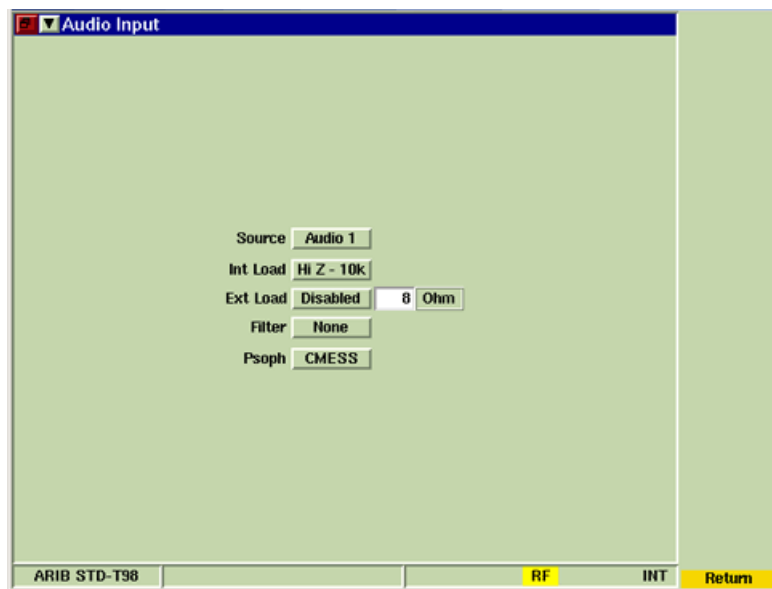 Audio Input
Source Audio 1
Int Load Hi Z - 10k
Ext Load Disabled 8 Ohm
Filter None
Psoph CMESS
ARIB STD-T98 RF INT Return